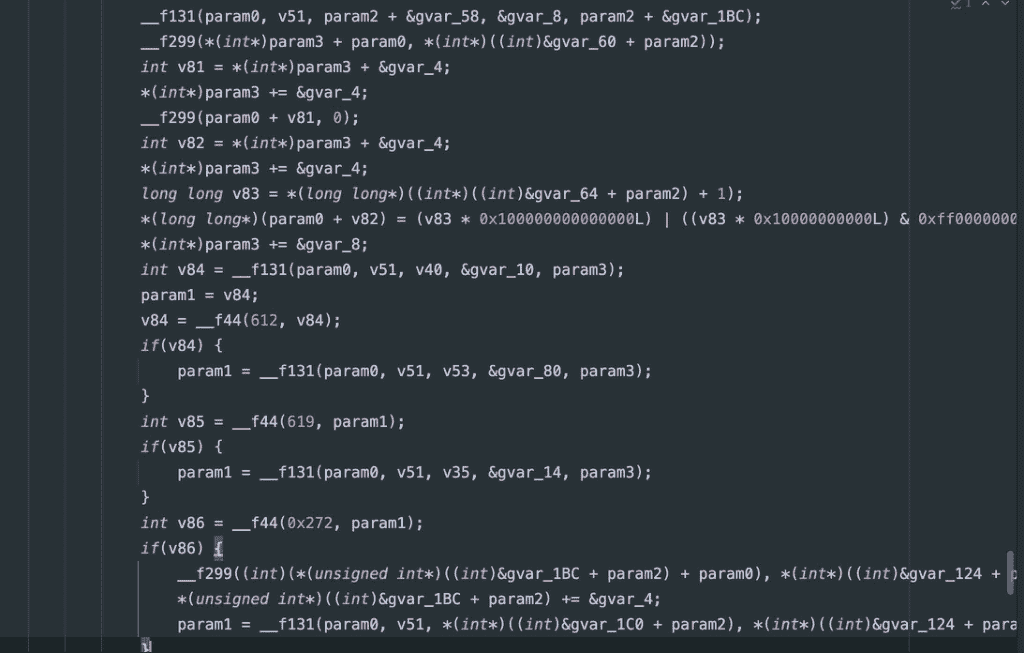 __f131(param0, v51, param2 + &gvar_58, &gvar_8, param2 + &gvar_1BC);
__f299(*(int*)param3 + param0, *(int*)((int)&gvar_60 + param2));
int v81 = *(int*)param3 + &gvar_4;
*(int*)param3 += &gvar_4;
__f299(param0 + v81, 0);
int v82 = *(int*)param3 + &gvar_4;
*(int*)param3 += &gvar_4;
long long v83 = *(long long*)((int*)((int)&gvar_64 + param2) + 1);
*(long long*)(param0 + v82) = (v83 * 0x100000000000000L) | ((v83 * 0x10000000000L) & 0xff0000000
*(int*)param3 += &gvar_8;
int v84 = __f131(param0, v51, v40, &gvar_10, param3);
param1 = v84;
v84 = __f44(612, v84);
if(v84) {
param1 = __f131(param0, v51, v53, &gvar_80, param3);
}
int v85 = __f44(619, param1);
if(v85) {
param1 = __f131(param0, v51, v35, &gvar_14, param3);
}
int v86 = __f44(0x272, param1);
if(v86) {
__f299((int)(*(unsigned int*)((int)&gvar_1BC + param2) + param0), *(int*)((int)&gvar_124 + p
*(unsigned int*)((int)&gvar_1BC + param2) += &gvar_4;
param1 = __f131(param0, v51, *(int*)((int)&gvar_1C0 + param2), *(int*)((int)&gvar_124 + para
}